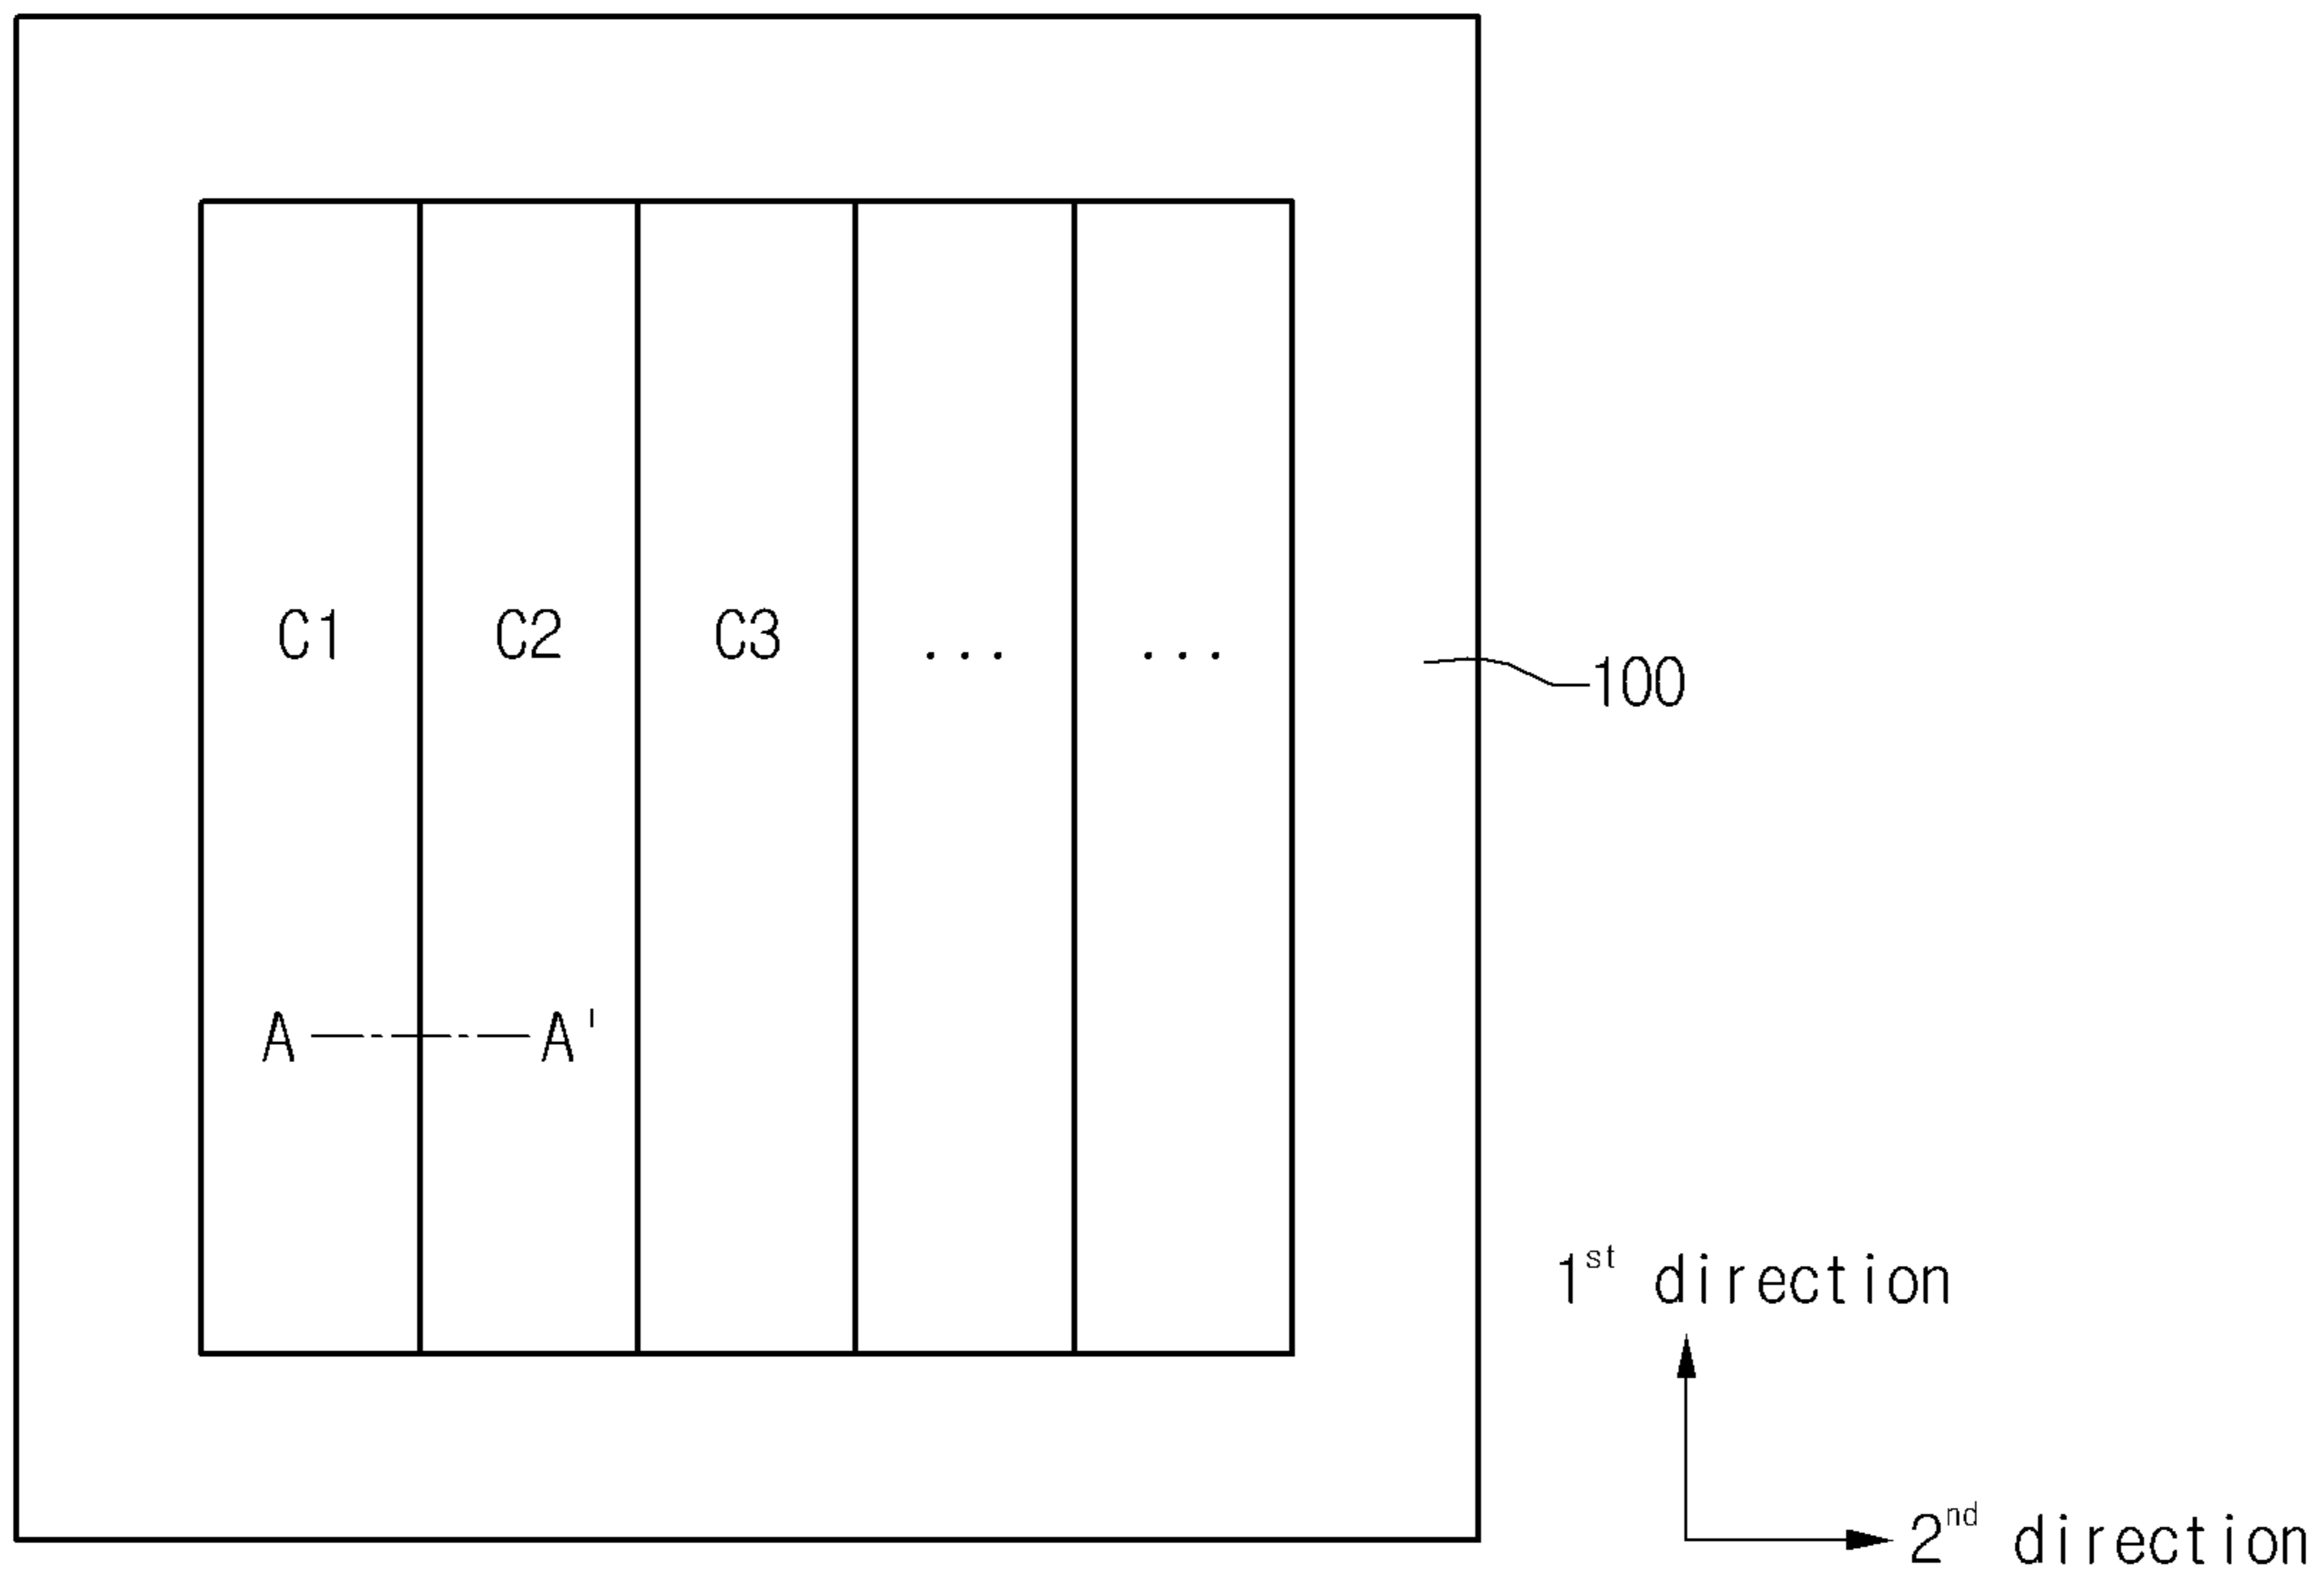 C1 C2 C3 ... ...
100
A A'
1st direction
2nd direction